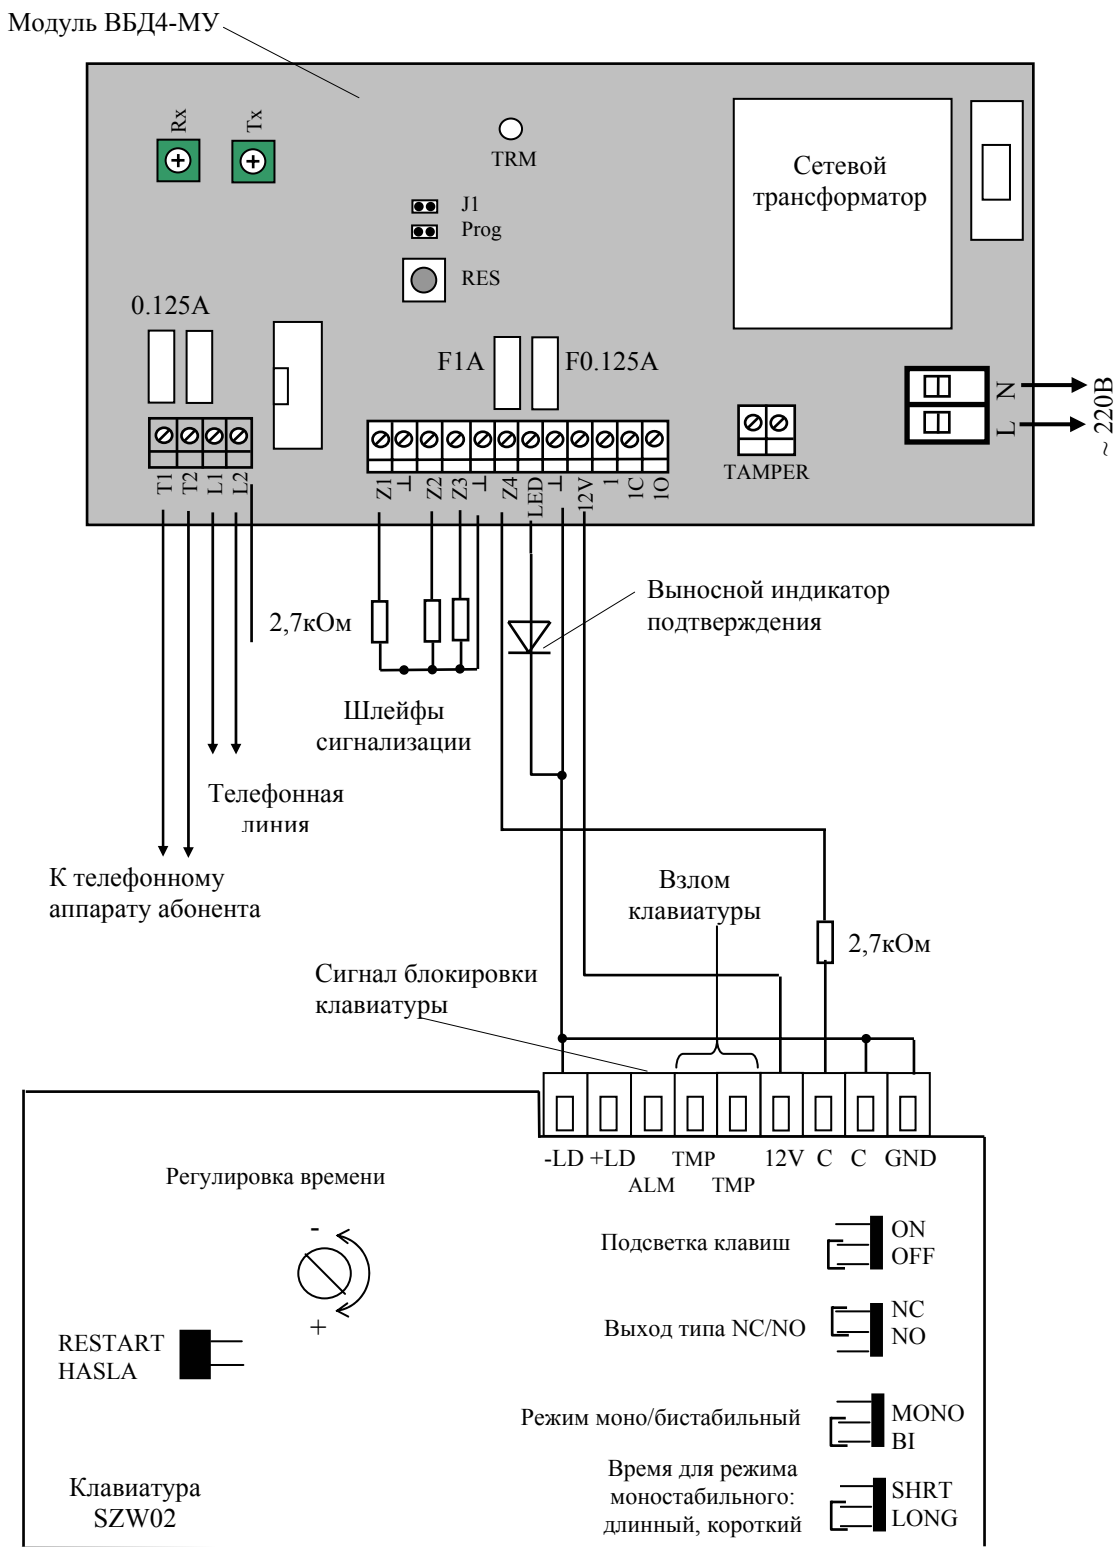 Модуль ВБД4-МУ
Rx
Tx
TRM
Сетевой
трансформатор
J1
Prog
RES
0.125А
F1A
F0.125A
N
L
~ 220В
TAMPER
T1
T2
L1
L2
Z1
⊥
Z2
Z3
⊥
Z4
LED
⊥
12V
1
1C
1O
Выносной индикатор
подтверждения
2,7кОм
Шлейфы
сигнализации
Телефонная
линия
К телефонному
аппарату абонента
Взлом
клавиатуры
2,7кОм
Сигнал блокировки
клавиатуры
-LD +LD TMP 12V C C GND
ALM TMP
Регулировка времени
-
+
Подсветка клавиш
ON
OFF
RESTART
HASLA
Выход типа NC/NO
NC
NO
Режим моно/бистабильный
MONO
BI
Время для режима
моностабильного:
длинный, короткий
SHRT
LONG
Клавиатура
SZW02